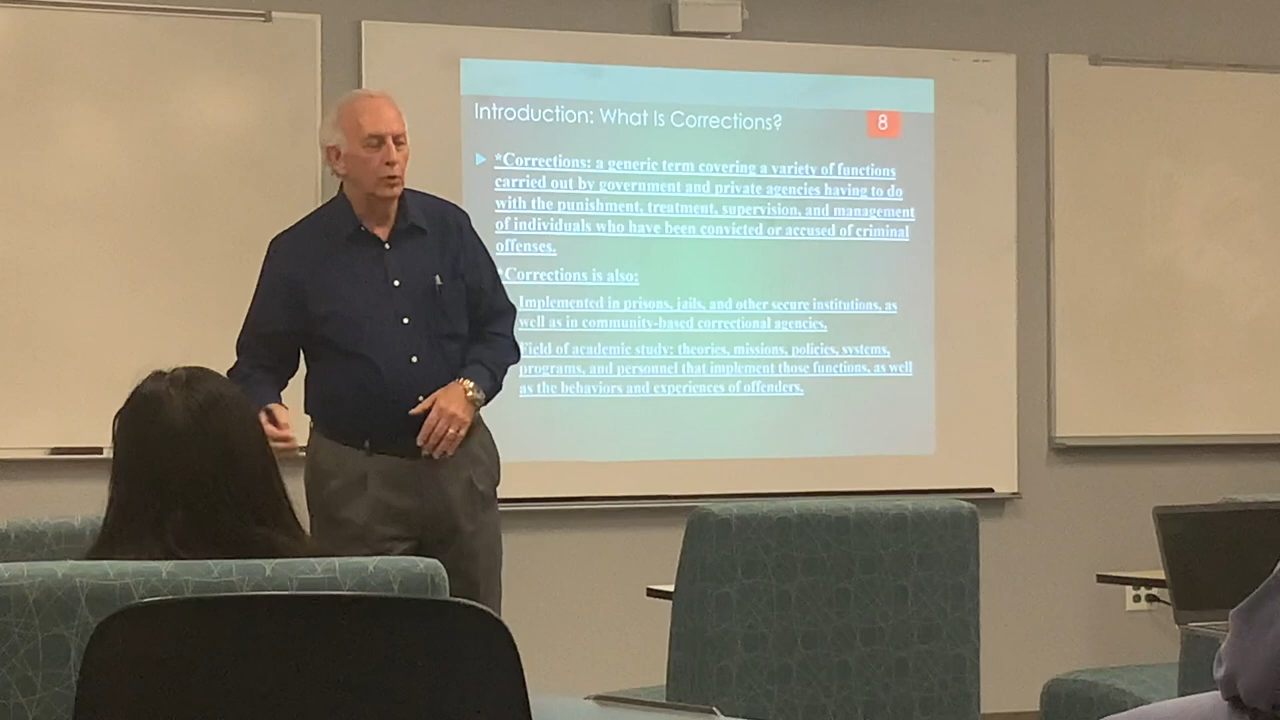 Introduction: What Is Corrections?
8
*Corrections: a generic term covering a variety of functions
carried out by government and private agencies having to do
with the punishment, treatment, supervision, and management
of individuals who have been convicted or accused of criminal
offenses.
*Corrections is also:
Implemented in prisons, jails, and other secure institutions, as
well as in community-based correctional agencies.
Field of academic study: theories, missions, policies, systems,
programs, and personnel that implement those functions, as well
as the behaviors and experiences of offenders.